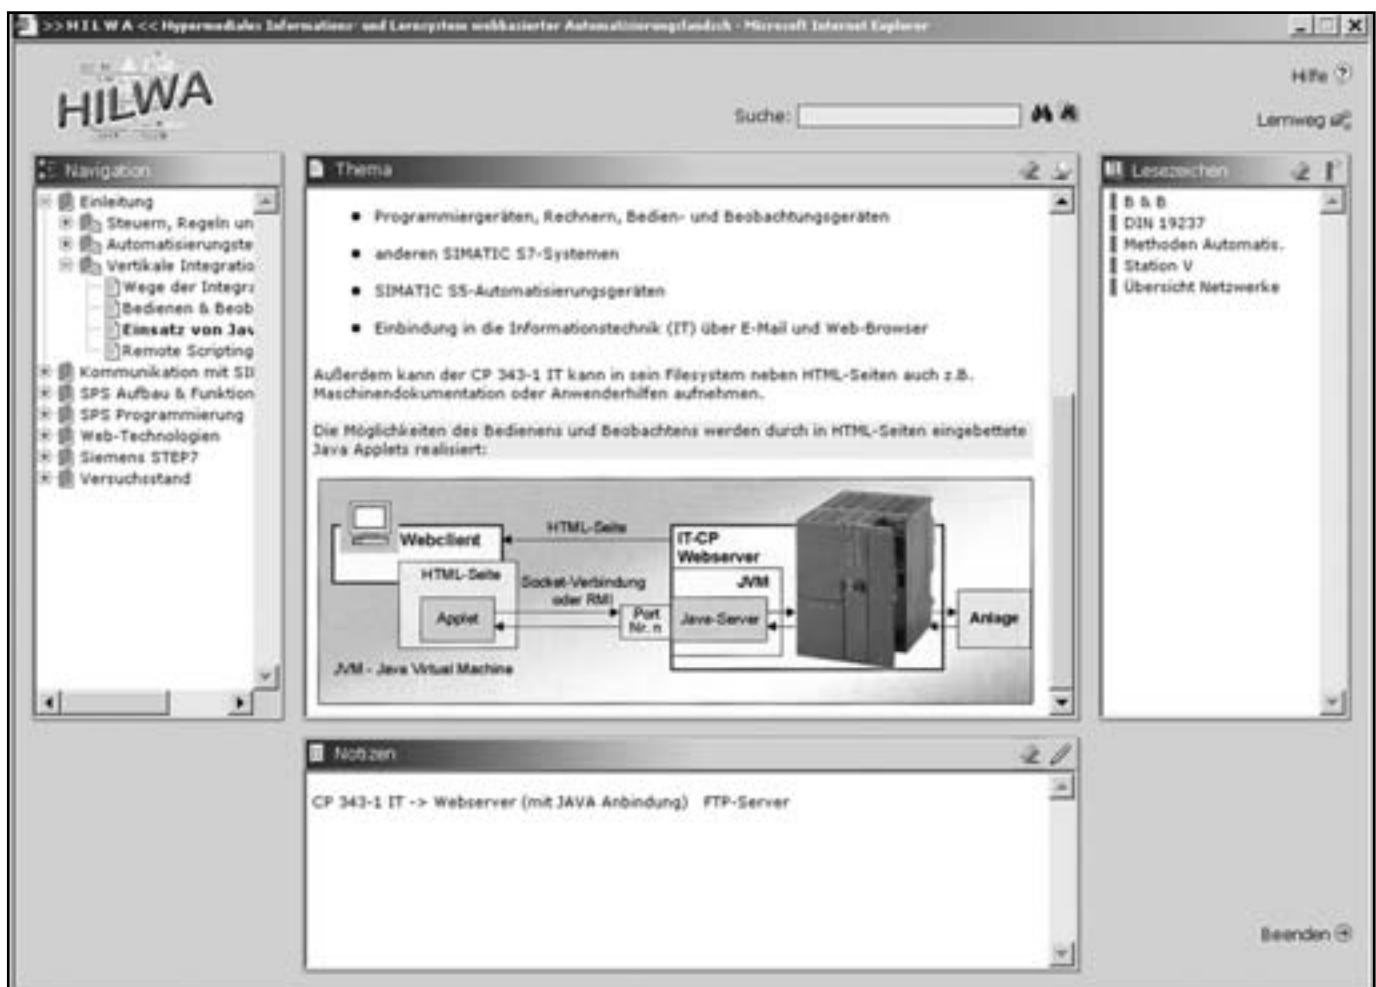 >> H I L W A << Hypermediales Informations- und Lernsystem webbasierter Automatisierungstechnik - Microsoft Internet Explorer
HILWA
Hilfe
Suche:
Lernweg
Navigation
Einleitung
Steuern, Regeln un
Automatisierungste
Vertikale Integratio
Wege der Integra
Bedienen & Beob
Einsatz von Jav
Remote Scripting
Kommunikation mit SI
SPS Aufbau & Funktion
SPS Programmierung
Web-Technologien
Siemens STEP7
Versuchsstand
Thema
• Programmiergeräten, Rechnern, Bedien- und Beobachtungsgeräten
• anderen SIMATIC S7-Systemen
• SIMATIC S5-Automatisierungsgeräten
• Einbindung in die Informationstechnik (IT) über E-Mail und Web-Browser
Außerdem kann der CP 343-1 IT kann in sein Filesystem neben HTML-Seiten auch z.B.
Maschinendokumentation oder Anwenderhilfen aufnehmen.
Die Möglichkeiten des Bedienens und Beobachtens werden durch in HTML-Seiten eingebettete
Java Applets realisiert:
Webclient
HTML-Seite
IT-CP
Webserver
HTML-Seite
Socket-Verbindung
oder RMI
JVM
Applet
Port
Nr. n
Java-Server
Anlage
JVM - Java Virtual Machine
Lesezeichen
B & B
DIN 19237
Methoden Automatis.
Station V
Übersicht Netzwerke
Notizen
CP 343-1 IT -> Webserver (mit JAVA Anbindung) FTP-Server
Beenden